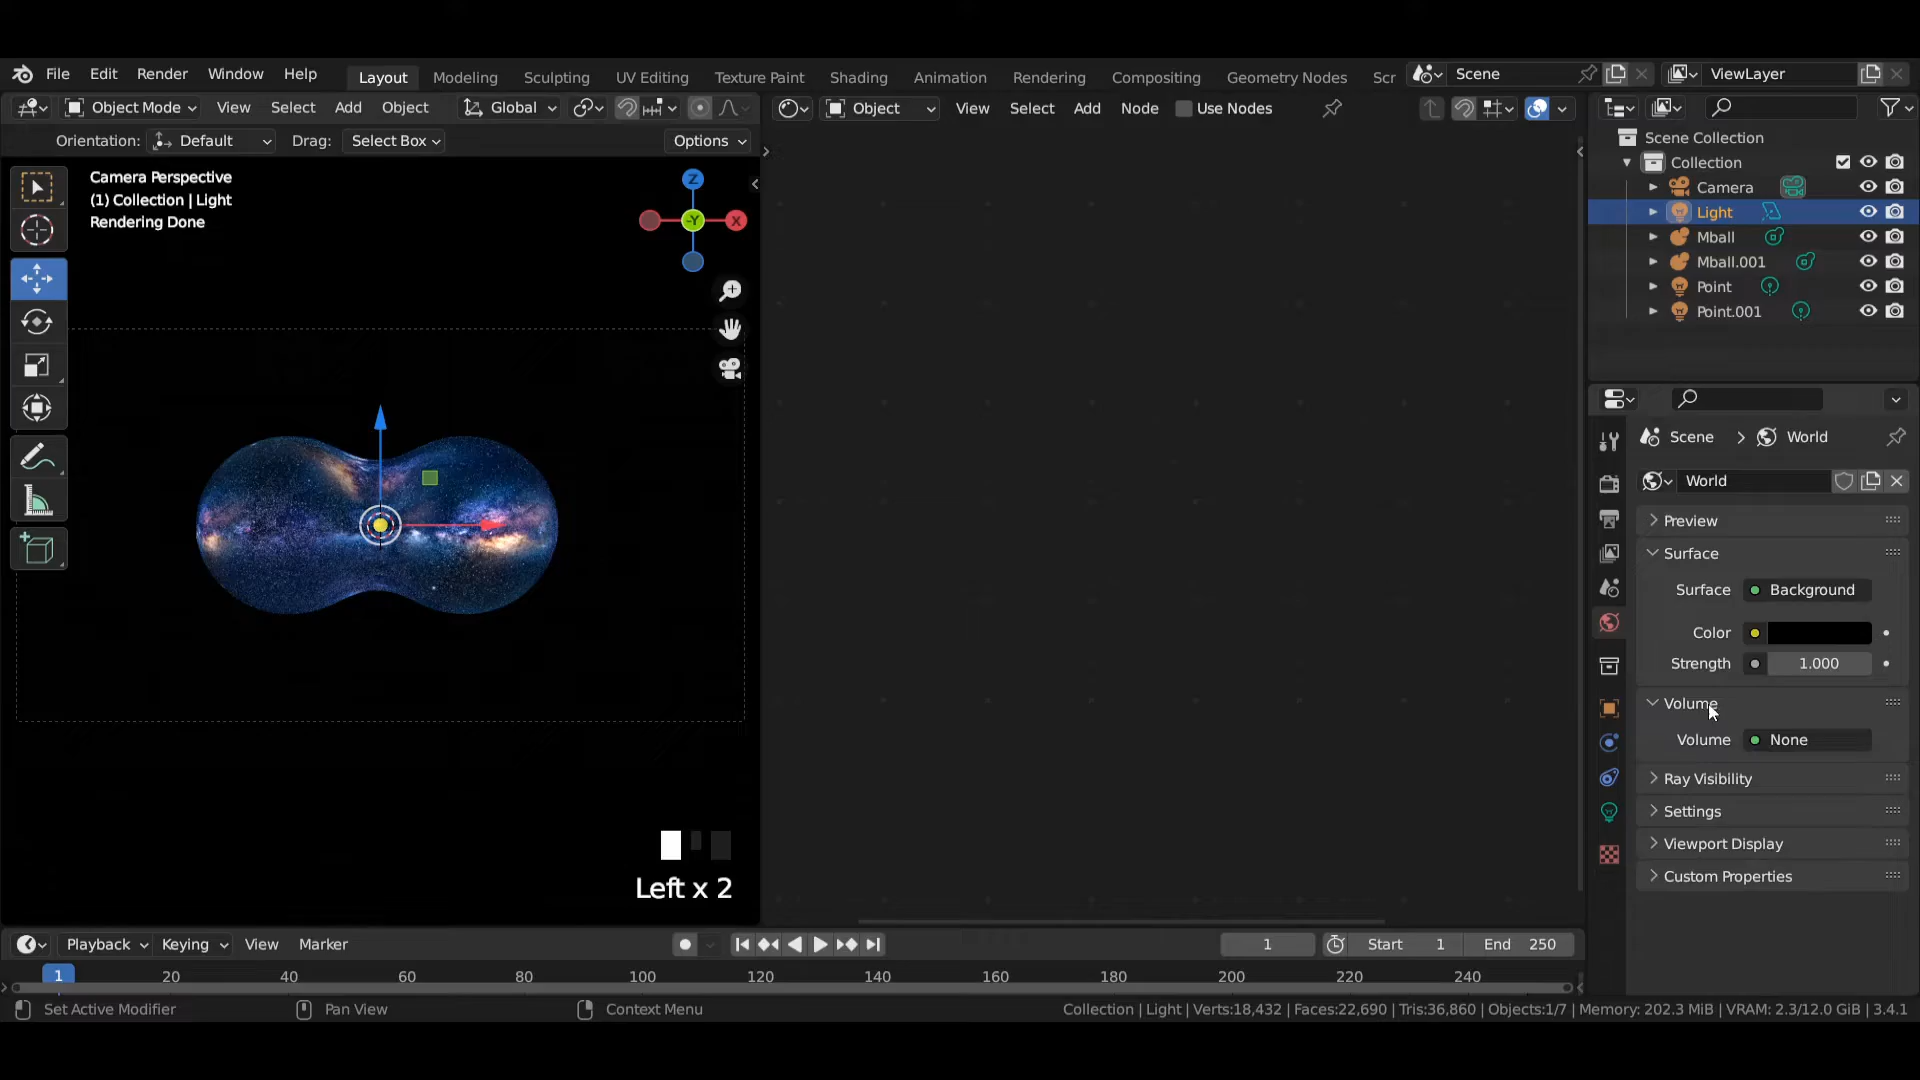 File Edit Render Window Help Layout Modeling Sculpting UV Editing Texture Paint Shading Animation Rendering Compositing Geometry Nodes Scr Scene ViewLayer
Object Mode View Select Add Object Global Object View Select Add Node Use Nodes
Orientation: Default Drag: Select Box Options
Camera Perspective
(1) Collection | Light
Rendering Done
Z
-Y
X
Left x 2
Scene Collection
Collection
Camera
Light
Mball
Mball.001
Point
Point.001
Scene > World
World
Preview
Surface
Surface Background
Color
Strength 1.000
Volume
Volume None
Ray Visibility
Settings
Viewport Display
Custom Properties
Playback Keying View Marker 1 Start 1 End 250
1 20 40 60 80 100 120 140 160 180 200 220 240
Set Active Modifier Pan View Context Menu Collection | Light | Verts:18,432 | Faces:22,690 | Tris:36,860 | Objects:1/7 | Memory: 202.3 MiB | VRAM: 2.3/12.0 GiB | 3.4.1